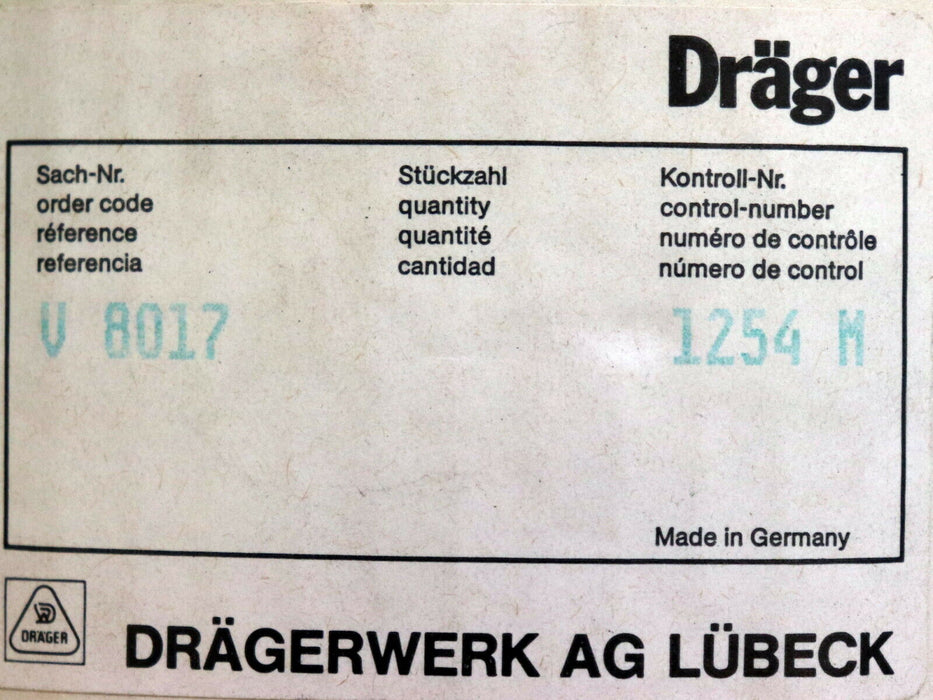 Dräger
Sach-Nr.
order code
réference
referencia
V 8017
Stückzahl
quantity
quantité
cantidad
Kontroll-Nr.
control-number
numéro de contrôle
número de control
1254 M
Made in Germany
DRÄGER
DRÄGERWERK AG LÜBECK